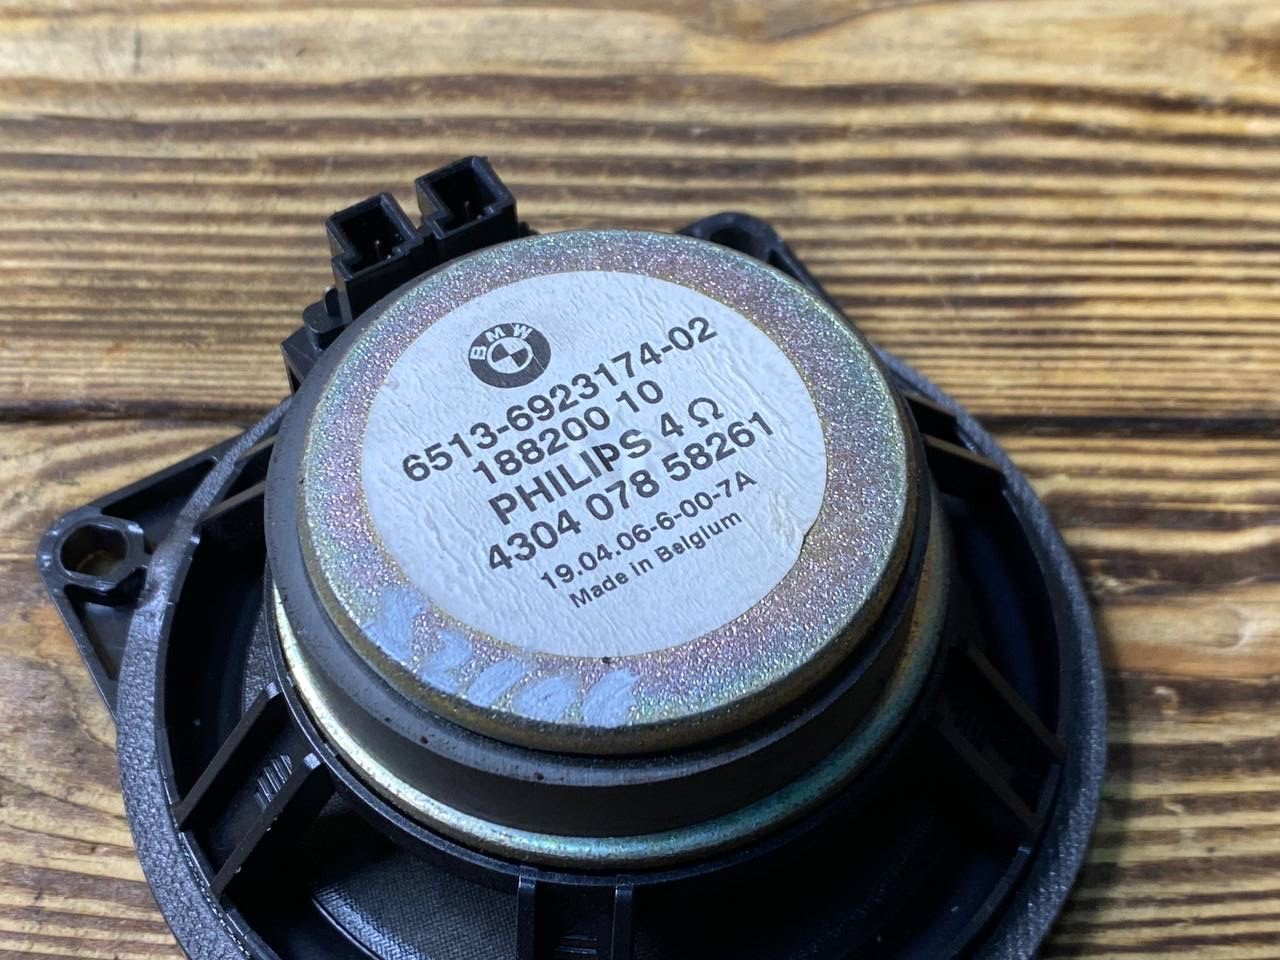 BMW
6513-6923174-02
188200 10
PHILIPS 4 Ω
4304 078 58261
19.04.06-6-00-7A
Made in Belgium